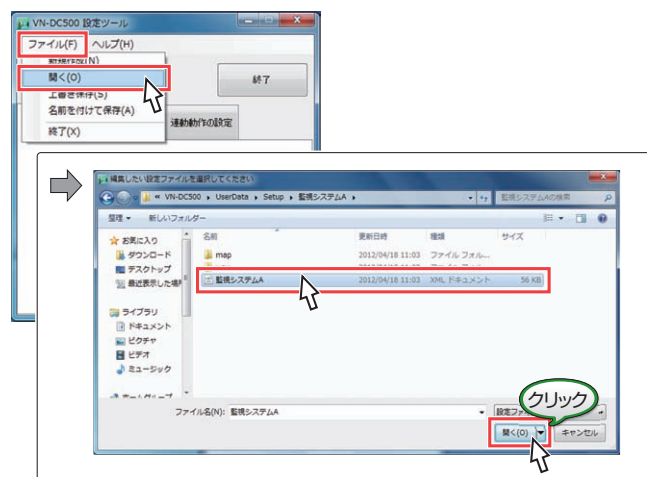 VN-DC500 設定ツール
ファイル(F) ヘルプ(H)
新規作成(N)
開く(O)
上書き保存(S)
名前を付けて保存(A)
終了(X)
終了
連動動作の設定
編集したい設定ファイルを選択してください
« VN-DC500 ▸ UserData ▸ Setup ▸ 監視システムA ▸
監視システムAの検索
整理 ▾ 新しいフォルダー
お気に入り
ダウンロード
デスクトップ
最近表示した場所
ライブラリ
ドキュメント
ピクチャ
ビデオ
ミュージック
ホームグループ
名前 更新日時 種類 サイズ
map 2012/04/18 11:03 ファイル フォル...
監視システムA 2012/04/18 11:03 XML ドキュメント 56 KB
ファイル名(N): 監視システムA
設定ファ
クリック
開く(O) キャンセル